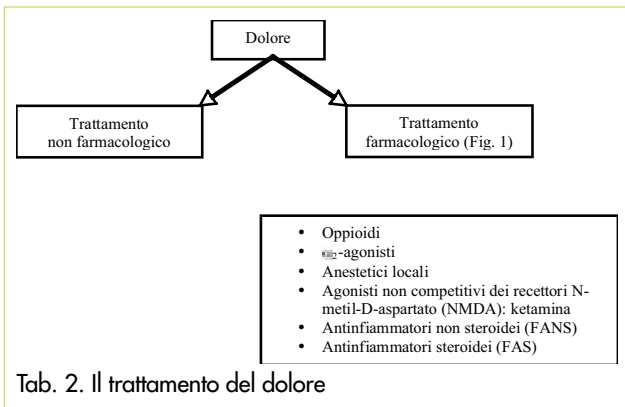 Dolore
Trattamento
non farmacologico
Trattamento
farmacologico (Fig. 1)
• Oppioidi
• 2-agonisti
• Anestetici locali
• Agonisti non competitivi dei recettori N-
metil-D-aspartato (NMDA): ketamina
• Antinfiammatori non steroidei (FANS)
• Antinfiammatori steroidei (FAS)
Tab. 2. Il trattamento del dolore